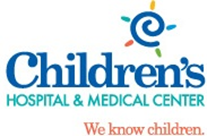 Children's
HOSPITAL & MEDICAL CENTER
We know children.